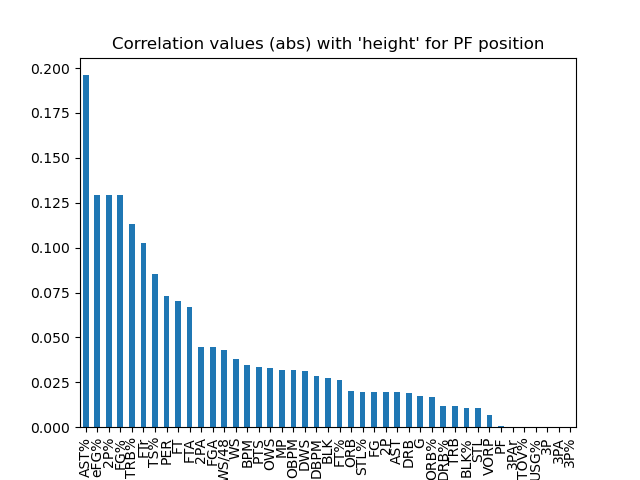 Correlation values (abs) with 'height' for PF position
0.200
0.175
0.150
0.125
0.100
0.075
0.050
0.025
0.000
AST%
eFG%
2P%
FG%
TRB%
FTr
TS%
PER
FT
FTA
2PA
FGA
WS/48
WS
BPM
PTS
OWS
MP
OBPM
DWS
DBPM
BLK
FT%
ORB
STL%
FG
2P
AST
DRB
G
ORB%
DRB%
TRB
BLK%
STL
VORP
PF
3PAr
TOV%
USG%
3P
3PA
3P%